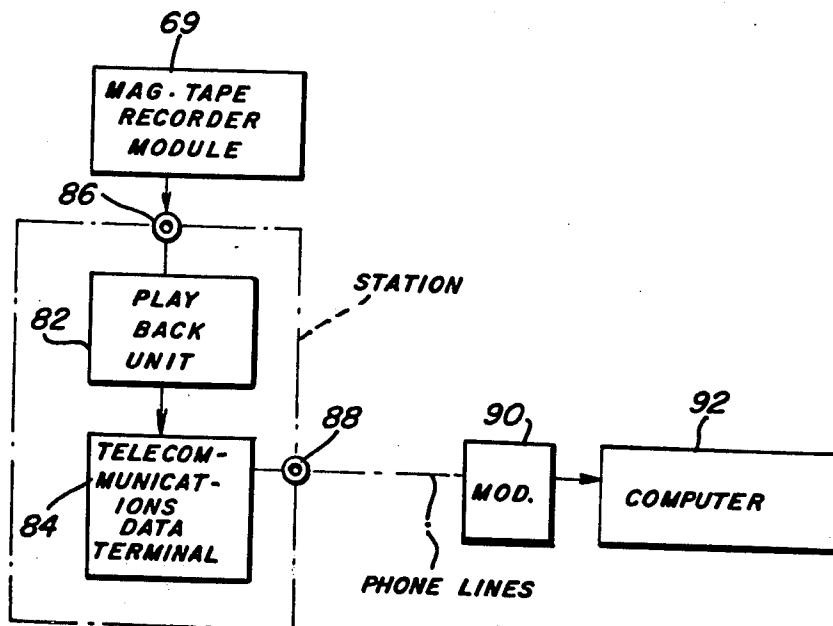 69
MAG-TAPE
RECORDER
MODULE
86
STATION
PLAY
BACK
UNIT
82
88
90
92
TELECOM-
MUNICAT-
IONS
DATA
TERMINAL
84
MOD.
COMPUTER
PHONE LINES